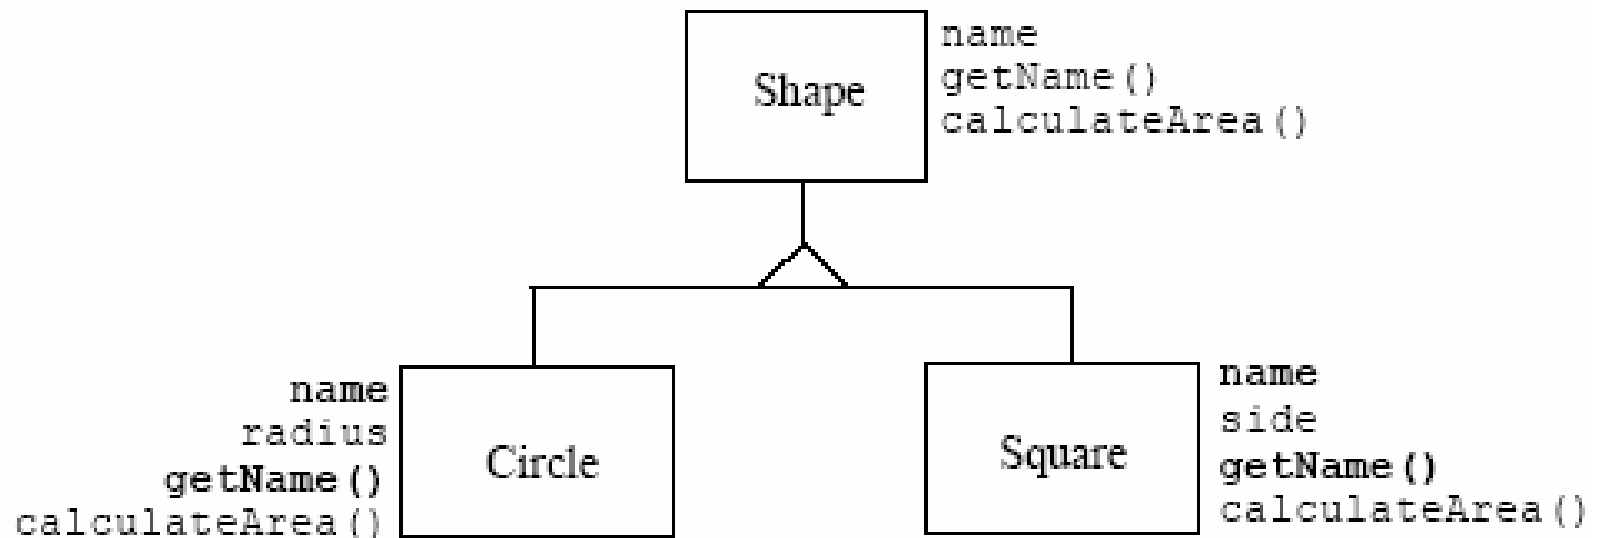 Shape
name
getName()
calculateArea()
name
radius
getName()
calculateArea()
Circle
Square
name
side
getName()
calculateArea()